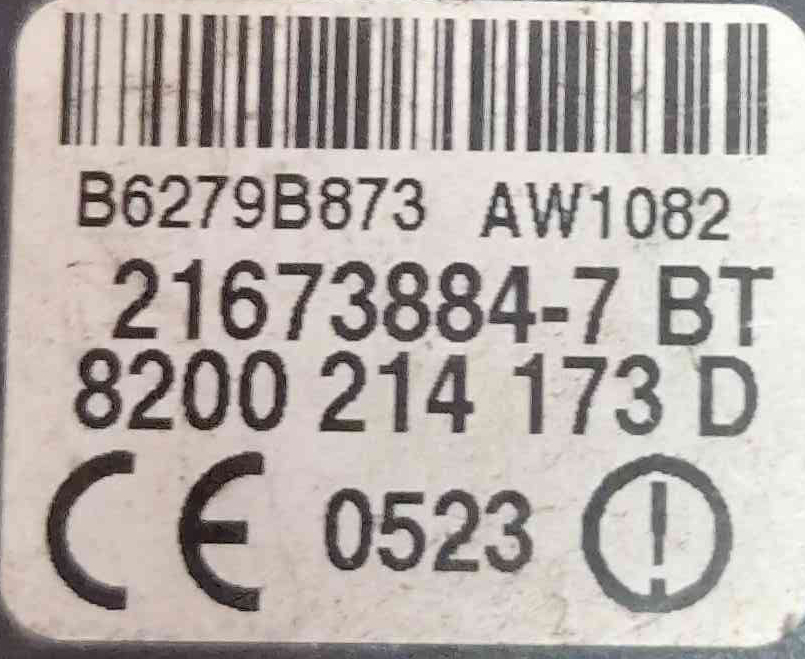 B6279B873 AW1082
21673884-7 BT
8200 214 173 D
CE 0523